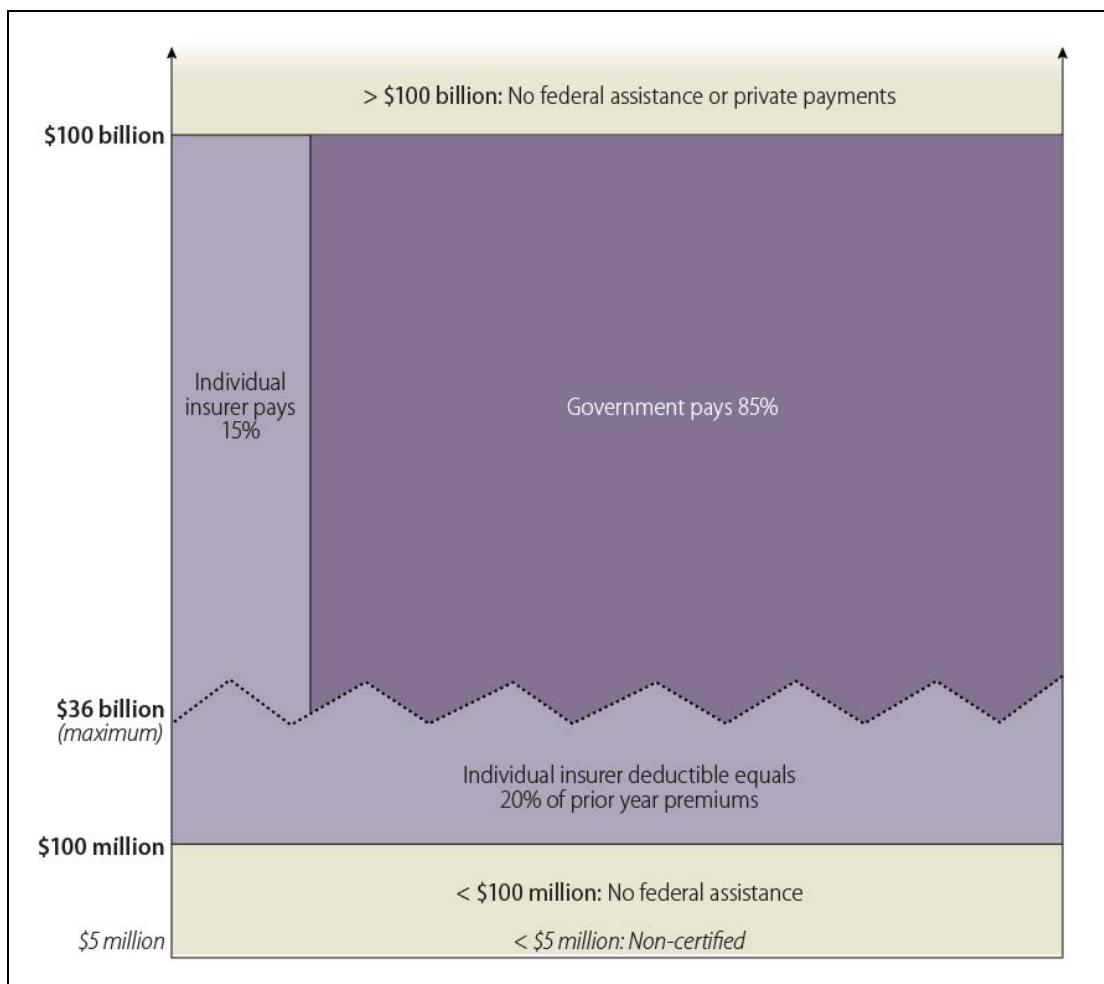 > $100 billion: No federal assistance or private payments
$100 billion
Individual
insurer pays
15%
Government pays 85%
$36 billion
(maximum)
Individual insurer deductible equals
20% of prior year premiums
$100 million
< $100 million: No federal assistance
$5 million
< $5 million: Non-certified